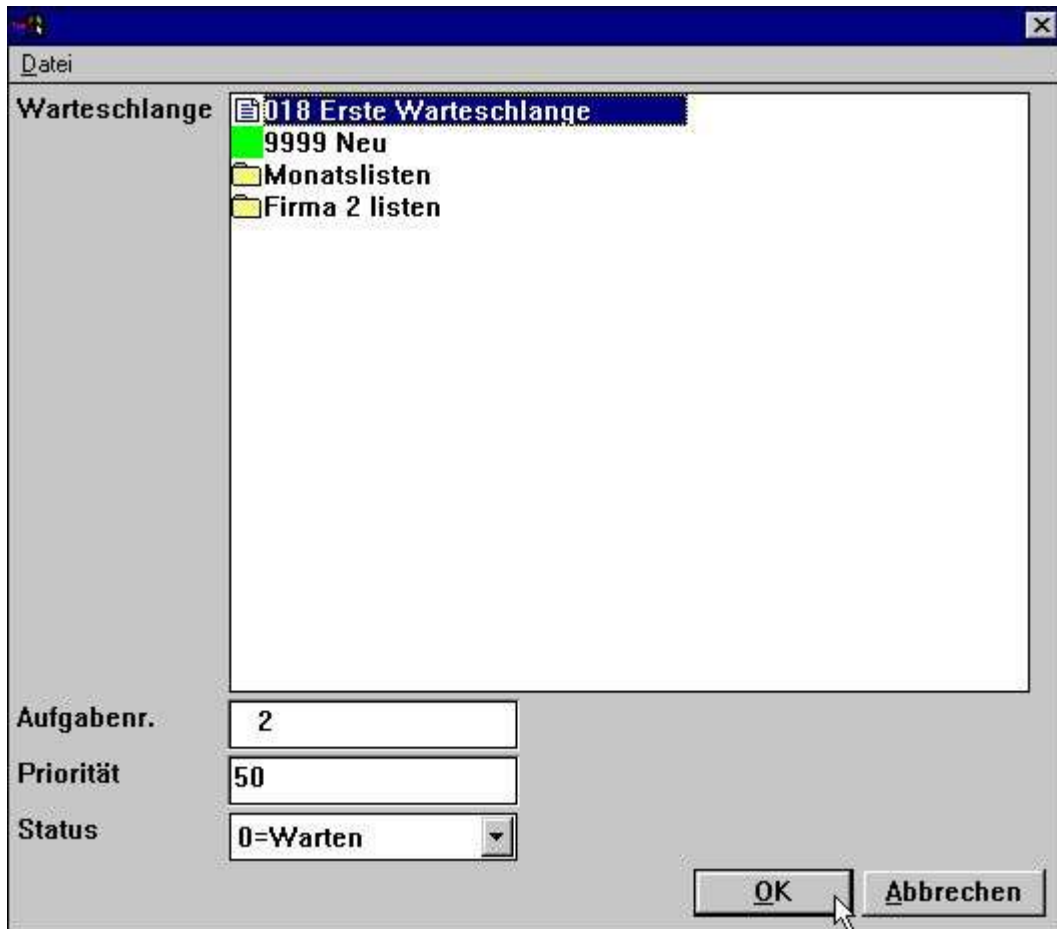 Datei
Warteschlange
018 Erste Warteschlange
9999 Neu
Monatslisten
Firma 2 listen
Aufgabenr.
2
Priorität
50
Status
0=Warten
OK
Abbrechen